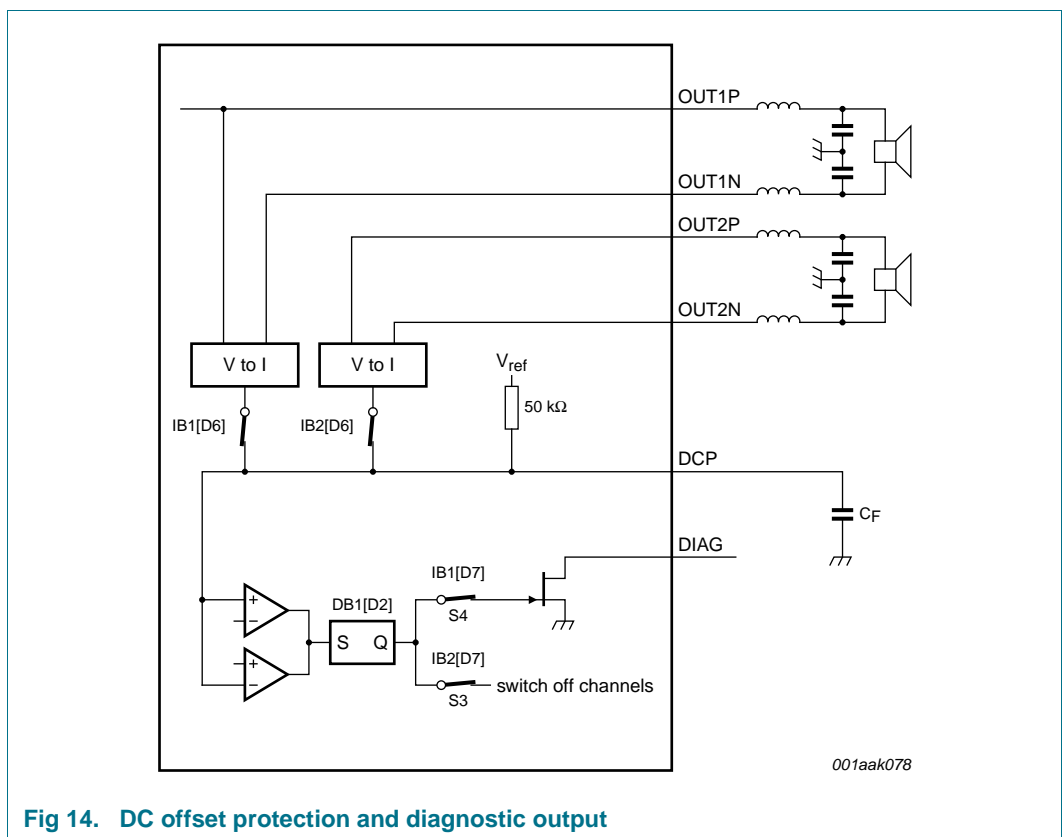 OUT1P
OUT1N
OUT2P
OUT2N
V to I
V to I
Vref
50 kΩ
IB1[D6]
IB2[D6]
DCP
CF
DIAG
IB1[D7]
DB1[D2]
S4
+
−
S Q
IB2[D7]
+
−
switch off channels
S3
001aak078
Fig 14. DC offset protection and diagnostic output